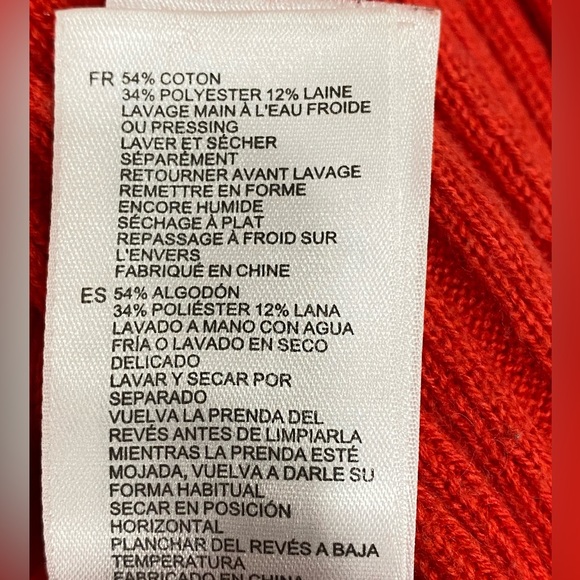 FR 54% COTON
34% POLYESTER 12% LAINE
LAVAGE MAIN À L'EAU FROIDE
OU PRESSING
LAVER ET SÉCHER
SÉPARÉMENT
RETOURNER AVANT LAVAGE
REMETTRE EN FORME
ENCORE HUMIDE
SÉCHAGE À PLAT
REPASSAGE À FROID SUR
L'ENVERS
FABRIQUÉ EN CHINE
ES 54% ALGODÓN
34% POLIÉSTER 12% LANA
LAVADO A MANO CON AGUA
FRÍA O LAVADO EN SECO
DELICADO
LAVAR Y SECAR POR
SEPARADO
VUELVA LA PRENDA DEL
REVÉS ANTES DE LIMPIARLA
MIENTRAS LA PRENDA ESTÉ
MOJADA, VUELVA A DARLE SU
FORMA HABITUAL
SECAR EN POSICIÓN
HORIZONTAL
PLANCHAR DEL REVÉS A BAJA
TEMPERATURA
FABRICADO EN CHINA